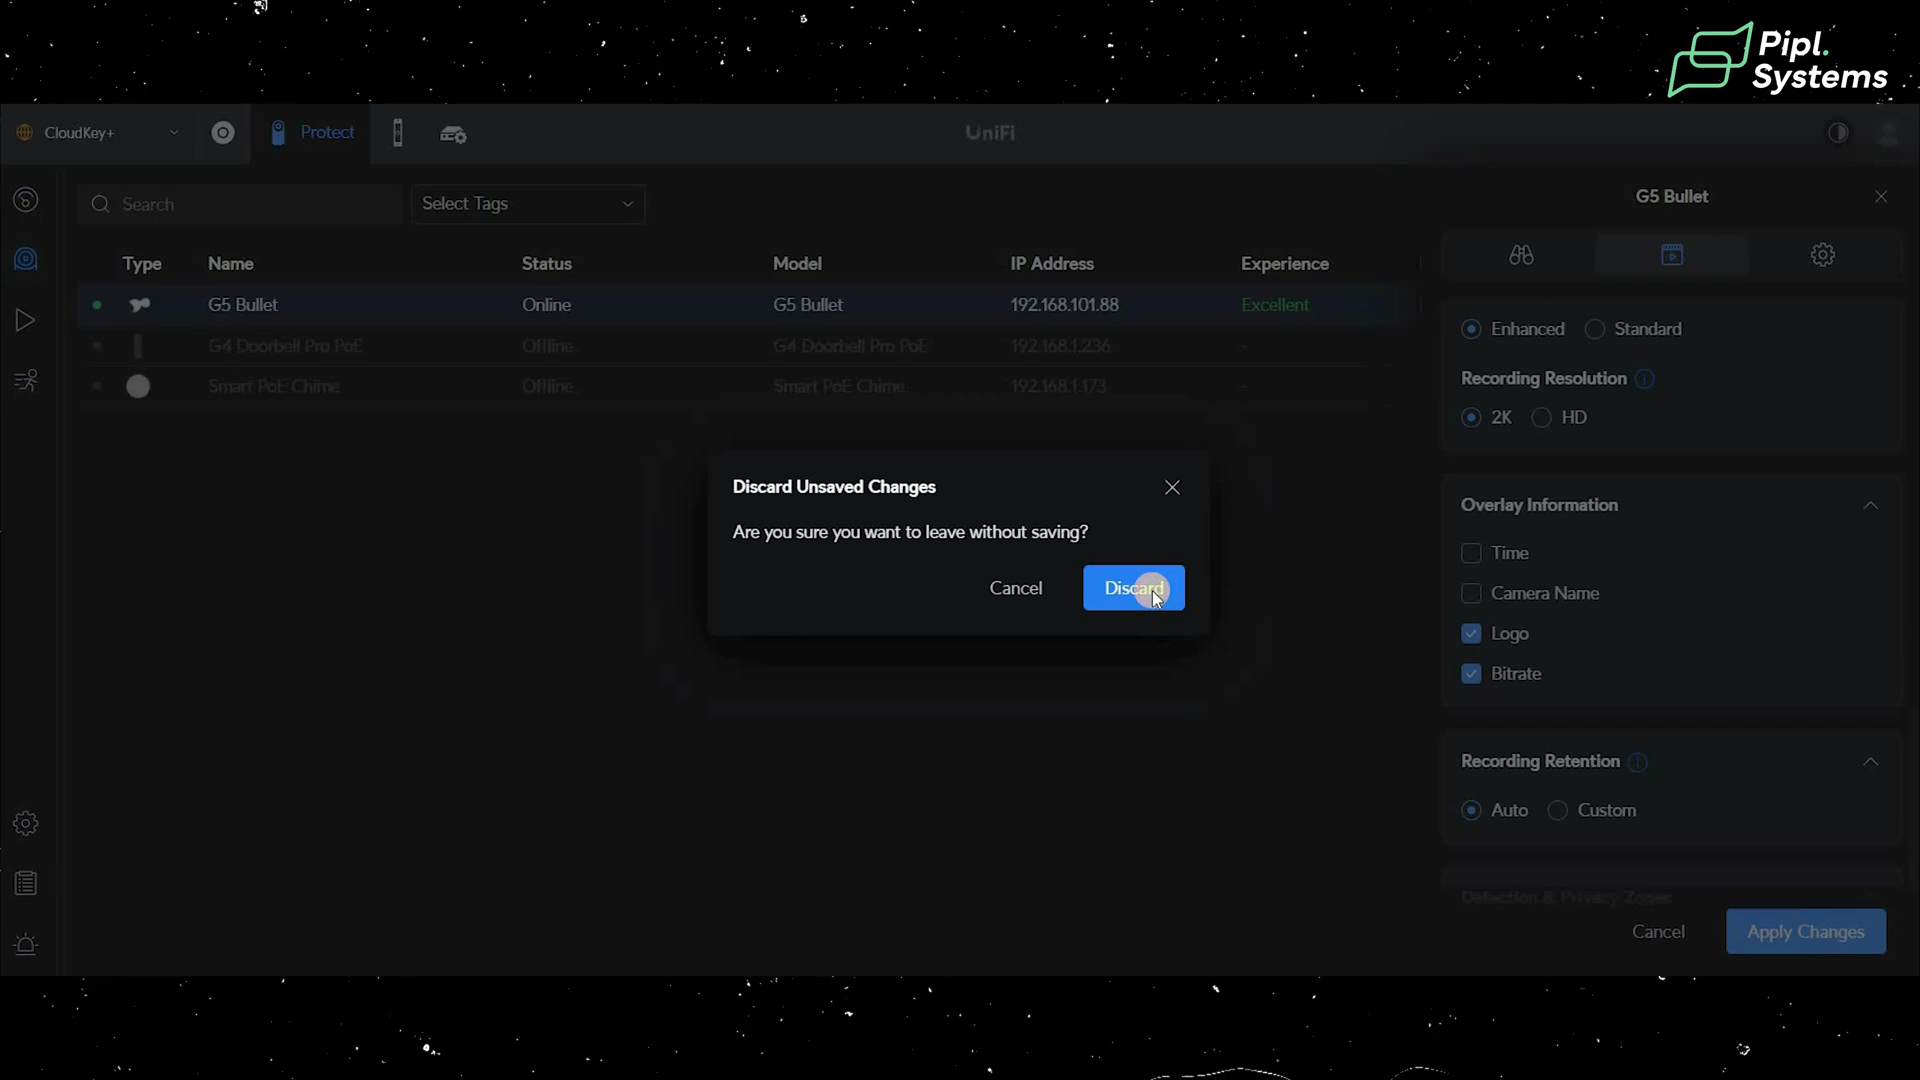 Pipl.
Systems
CloudKey+
Protect
UniFi
Search
Select Tags
G5 Bullet
Type Name Status Model IP Address Experience
G5 Bullet Online G5 Bullet 192.168.101.88 Excellent
G4 Doorbell Pro PoE Offline G4 Doorbell Pro PoE 192.168.1.236 -
Smart PoE Chime Offline Smart PoE Chime 192.168.1.173 -
Enhanced Standard
Recording Resolution
2K HD
Discard Unsaved Changes
Are you sure you want to leave without saving?
Cancel Discard
Overlay Information
Time
Camera Name
Logo
Bitrate
Recording Retention
Auto Custom
Detection & Privacy Zones
Cancel Apply Changes